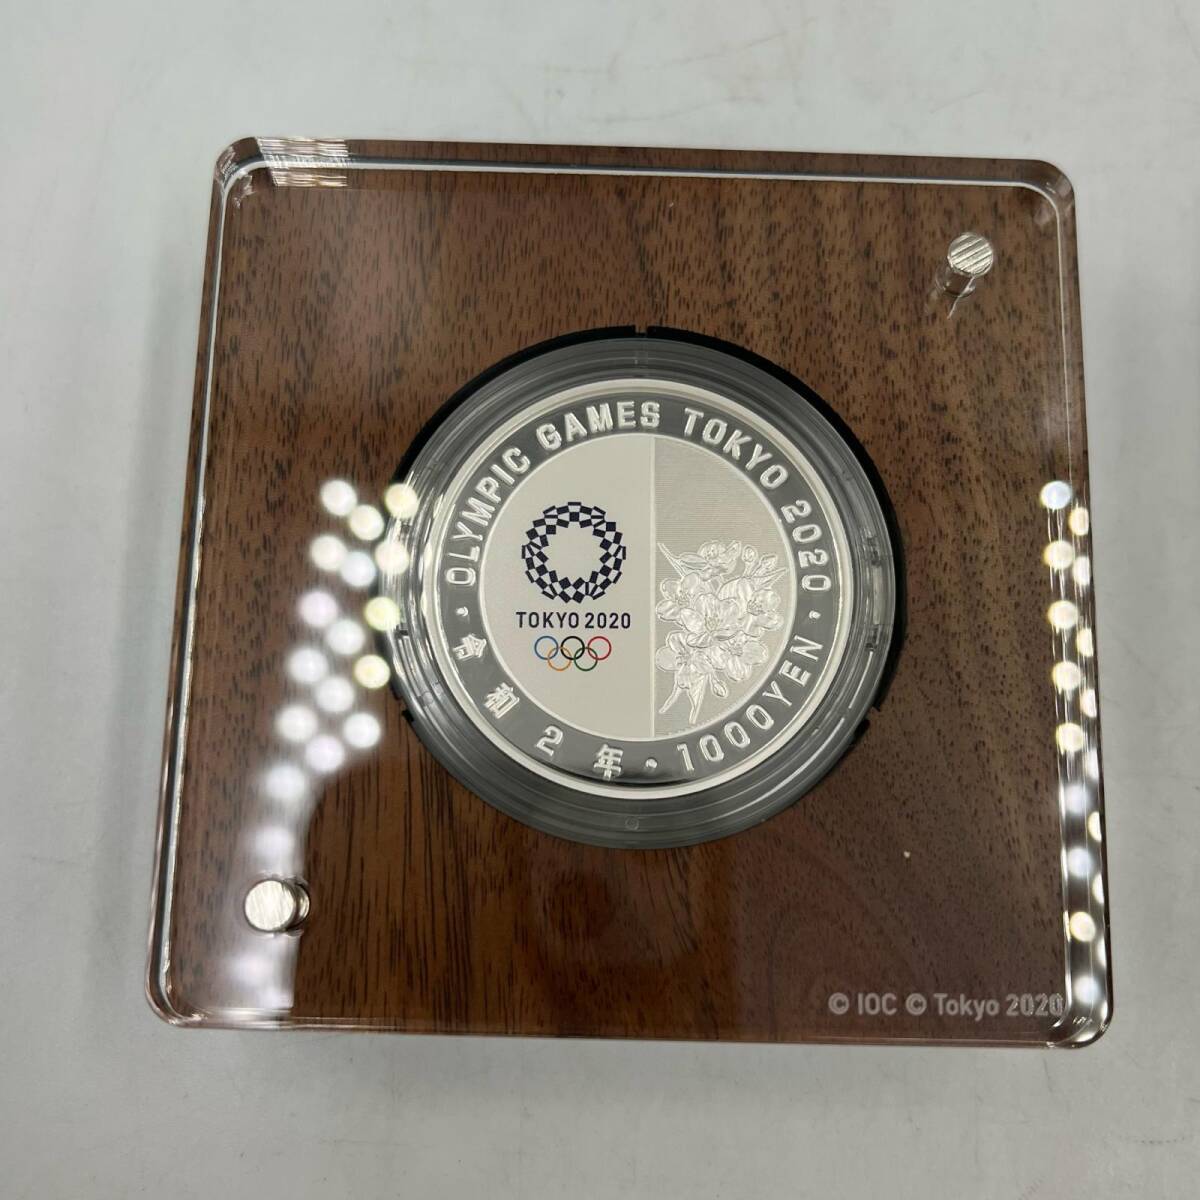 OLYMPIC GAMES TOKYO 2020
TOKYO 2020
令和2年・1000YEN
© IOC © Tokyo 2020